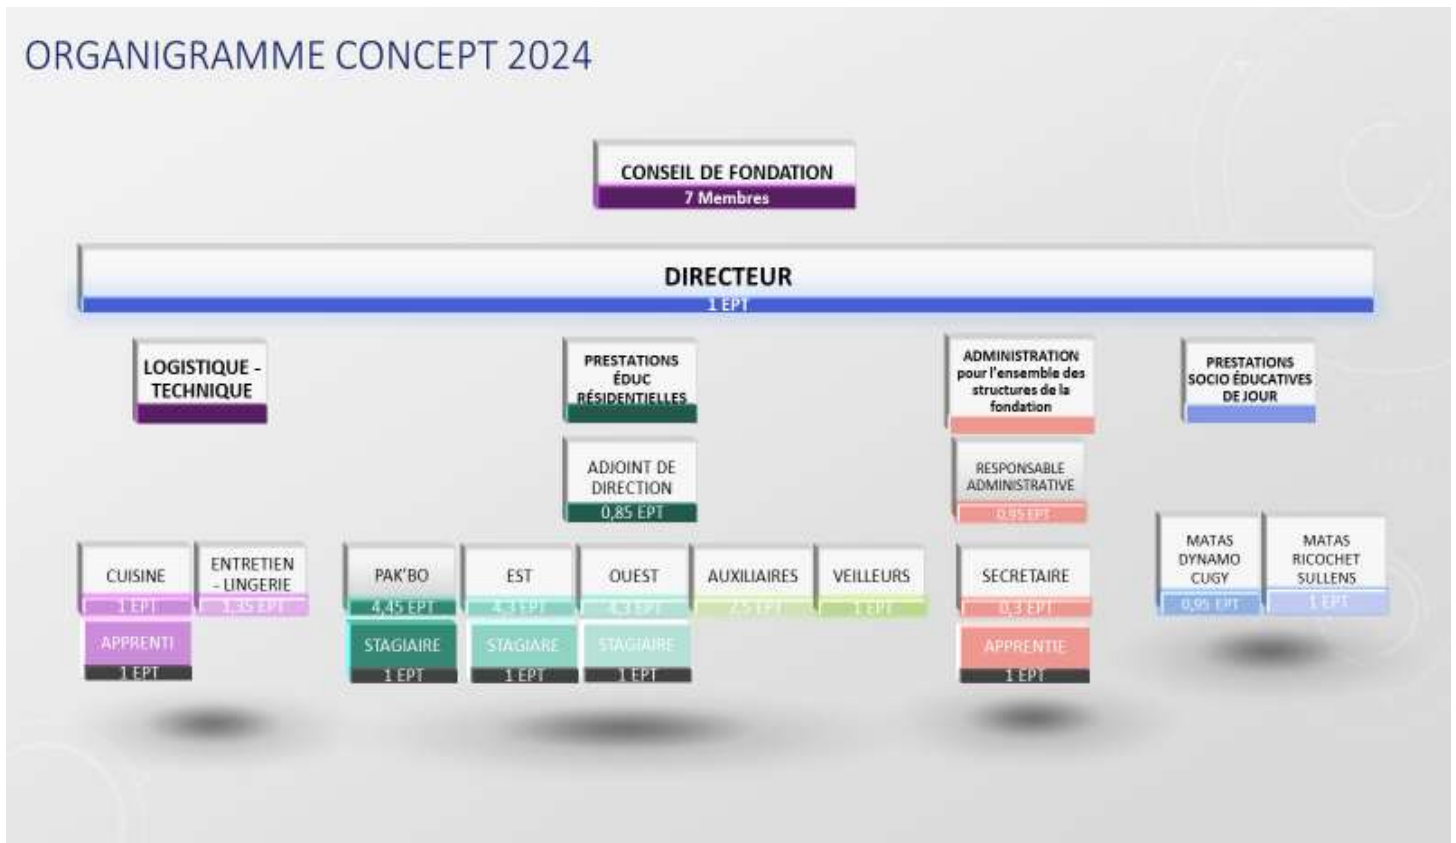 ORGANIGRAMME CONCEPT 2024
CONSEIL DE FONDATION
7 Membres
DIRECTEUR
1 EPT
LOGISTIQUE -
TECHNIQUE
PRESTATIONS
ÉDUC
RÉSIDENTIELLES
ADMINISTRATION
pour l'ensemble des
structures de la
fondation
PRESTATIONS
SOCIO ÉDUCATIVES
DE JOUR
ADJOINT DE
DIRECTION
0,85 EPT
RESPONSABLE
ADMINISTRATIVE
0,95 EPT
CUISINE
1 EPT
ENTRETIEN
- LINGERIE
1,35 EPT
PAK'BO
4,45 EPT
EST
4,3 EPT
OUEST
4,3 EPT
AUXILIAIRES
2,5 EPT
VEILLEURS
1 EPT
SECRETAIRE
0,3 EPT
MATAS
DYNAMO
CUGY
0,95 EPT
MATAS
RICOCHET
SULLENS
1 EPT
APPRENTI
1 EPT
STAGIAIRE
1 EPT
STAGIARE
1 EPT
STAGIAIRE
1 EPT
APPRENTIE
1 EPT